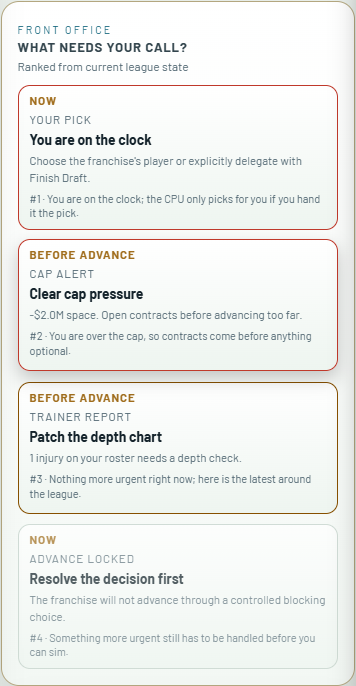 FRONT OFFICE
WHAT NEEDS YOUR CALL?
Ranked from current league state
NOW
YOUR PICK
You are on the clock
Choose the franchise's player or explicitly delegate with
Finish Draft.
#1 · You are on the clock; the CPU only picks for you if you hand
it the pick.
BEFORE ADVANCE
CAP ALERT
Clear cap pressure
-$2.0M space. Open contracts before advancing too far.
#2 · You are over the cap, so contracts come before anything
optional.
BEFORE ADVANCE
TRAINER REPORT
Patch the depth chart
1 injury on your roster needs a depth check.
#3 · Nothing more urgent right now; here is the latest around
the league.
NOW
ADVANCE LOCKED
Resolve the decision first
The franchise will not advance through a controlled blocking
choice.
#4 · Something more urgent still has to be handled before you
can sim.